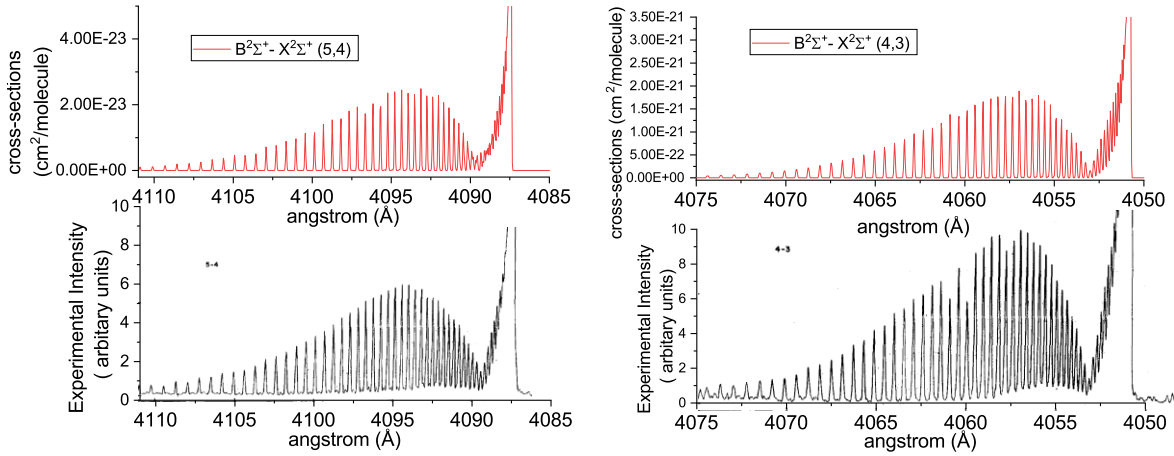 4.00E-23
2.00E-23
0.00E+00
cross-sections
(cm²/molecule)
B²Σ⁺- X²Σ⁺ (5,4)
4110 4105 4100 4095 4090 4085
angstrom (Å)
10
8
6
4
2
0
Experimental Intensity
( arbitary units)
5-4
4110 4105 4100 4095 4090 4085
angstrom (Å)
3.50E-21
3.00E-21
2.50E-21
2.00E-21
1.50E-21
1.00E-21
5.00E-22
0.00E+00
cross-sections (cm²/molecule)
B²Σ⁺- X²Σ⁺ (4,3)
4075 4070 4065 4060 4055 4050
angstrom (Å)
10
8
6
4
2
0
Experimental Intensity
( arbitary units)
4-3
4075 4070 4065 4060 4055 4050
angstrom (Å)